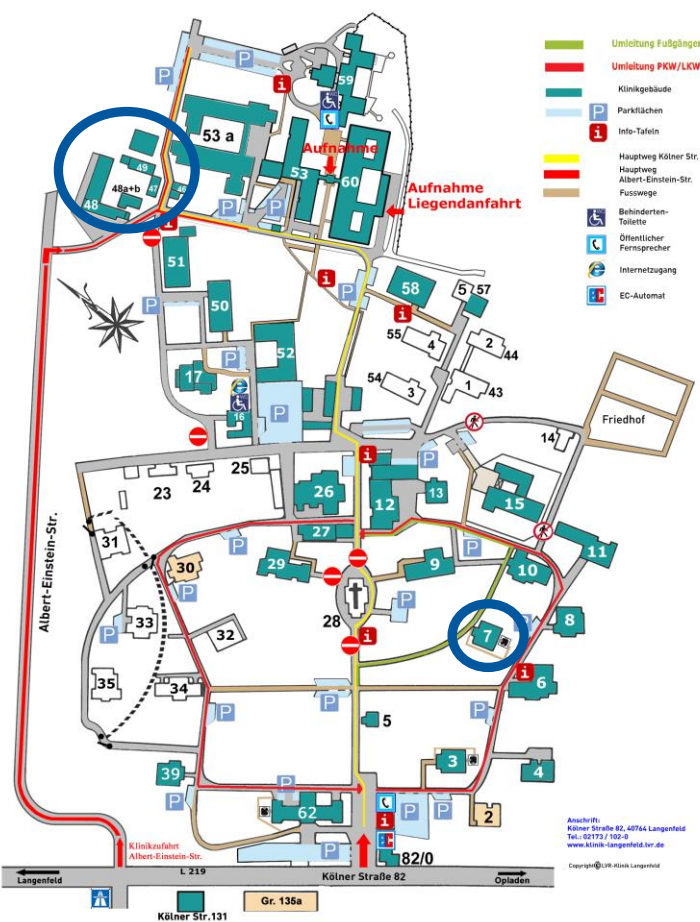 Umleitung Fußgänger
Umleitung PKW/LKW
Klinikgebäude
P Parkflächen
i Info-Tafeln
Hauptweg Kölner Str.
Hauptweg
Albert-Einstein-Str.
Fusswege
Behinderten-
Toilette
Öffentlicher
Fernsprecher
Internetzugang
EC-Automat
P
P
P
i
59
53 a
Aufnahme
53
60
Aufnahme
Liegendanfahrt
49
48a+b
47
46
48
P
P
i
51
i
P
58
5
57
50
P
i
55
4
2
44
52
P
17
54
3
1
43
16
P
Friedhof
14
i
P
25
23
24
26
12
13
15
31
27
P
P
11
30
29
9
10
P
28
P
Albert-Einstein-Str.
33
P
32
i
7
P
8
i
6
35
34
P
P
P
5
39
P
P
3
4
62
i
P
P
2
P
82/0
Klinikzufahrt
Albert-Einstein-Str.
L 219
Kölner Straße 82
Langenfeld
Opladen
Kölner Str.131
Gr. 135a
Anschrift:
Kölner Straße 82, 40764 Langenfeld
Tel.: 02173 / 102-0
www.klinik-langenfeld.lvr.de
Copyright©LVR-Klinik Langenfeld